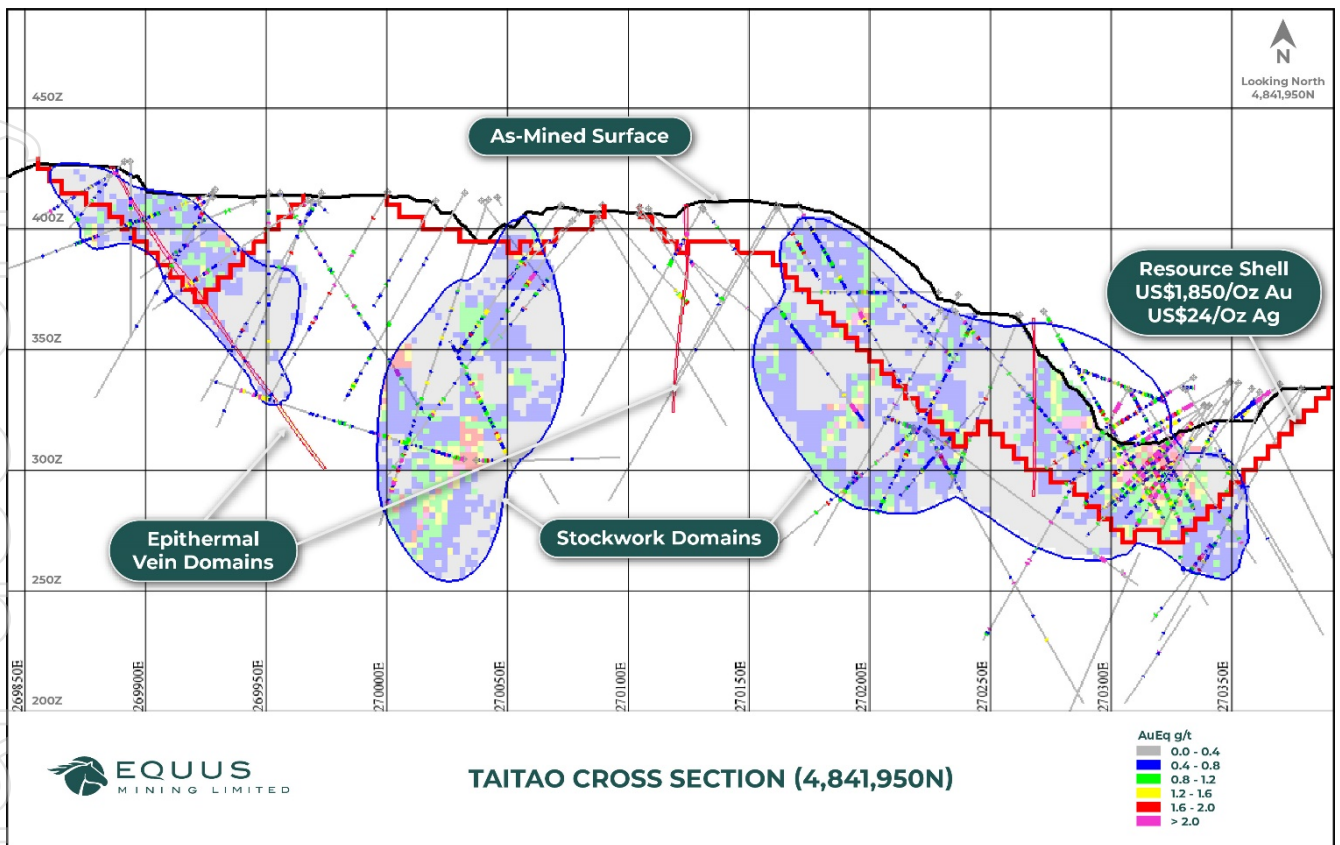 N
Looking North
4,841,950N
450Z
As-Mined Surface
400Z
Resource Shell
US$1,850/Oz Au
US$24/Oz Ag
350Z
300Z
Epithermal
Vein Domains
Stockwork Domains
250Z
200Z
269850E
269900E
269950E
270000E
270050E
270100E
270150E
270200E
270250E
270300E
270350E
EQUUS
MINING LIMITED
TAITAO CROSS SECTION (4,841,950N)
AuEq g/t
0.0 - 0.4
0.4 - 0.8
0.8 - 1.2
1.2 - 1.6
1.6 - 2.0
> 2.0